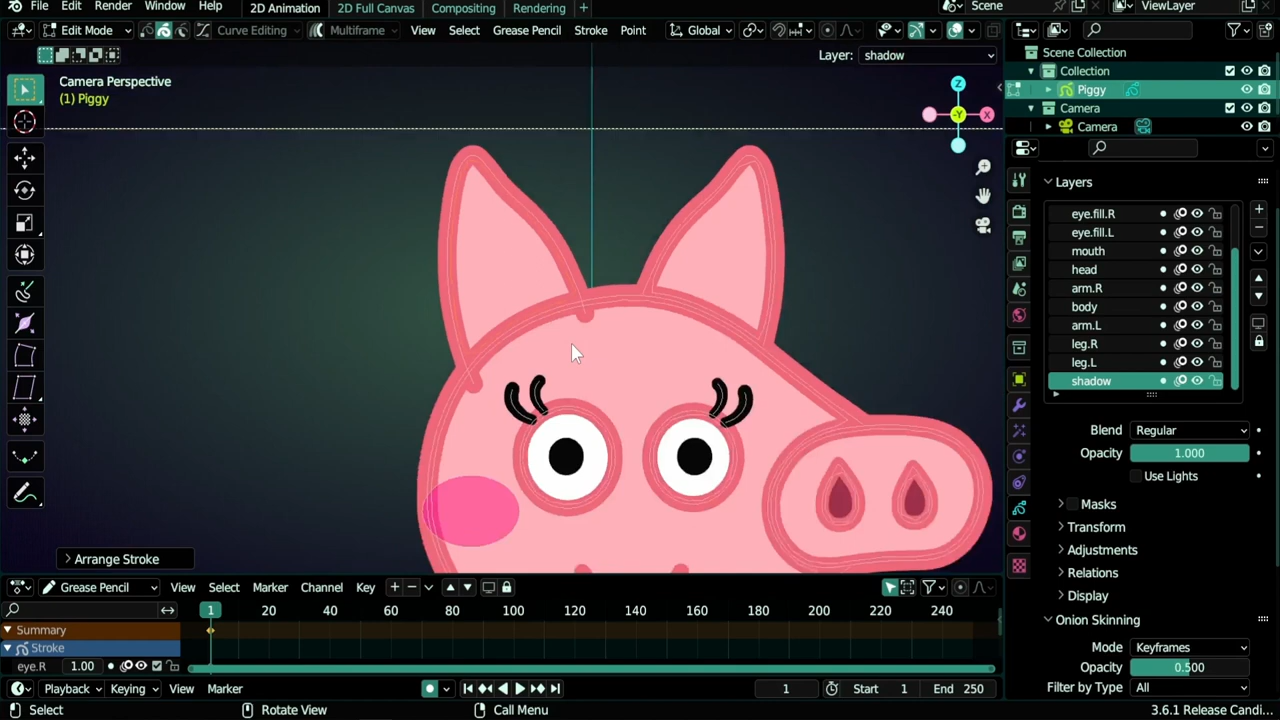 File Edit Render Window Help 2D Animation 2D Full Canvas Compositing Rendering + Scene ViewLayer
Edit Mode Curve Editing Multiframe View Select Grease Pencil Stroke Point Global
Layer: shadow
Camera Perspective
(1) Piggy
Z
-Y
X
Arrange Stroke
Scene Collection
Collection
Piggy
Camera
Camera
Layers
eye.fill.R
eye.fill.L
mouth
head
arm.R
body
arm.L
leg.R
leg.L
shadow
Blend Regular
Opacity 1.000
Use Lights
Masks
Transform
Adjustments
Relations
Display
Onion Skinning
Mode Keyframes
Opacity 0.500
Filter by Type All
Grease Pencil View Select Marker Channel Key
1 20 40 60 80 100 120 140 160 180 200 220 240
Summary
Stroke
eye.R 1.00
Playback Keying View Marker 1 Start 1 End 250
Select Rotate View Call Menu 3.6.1 Release Candi...